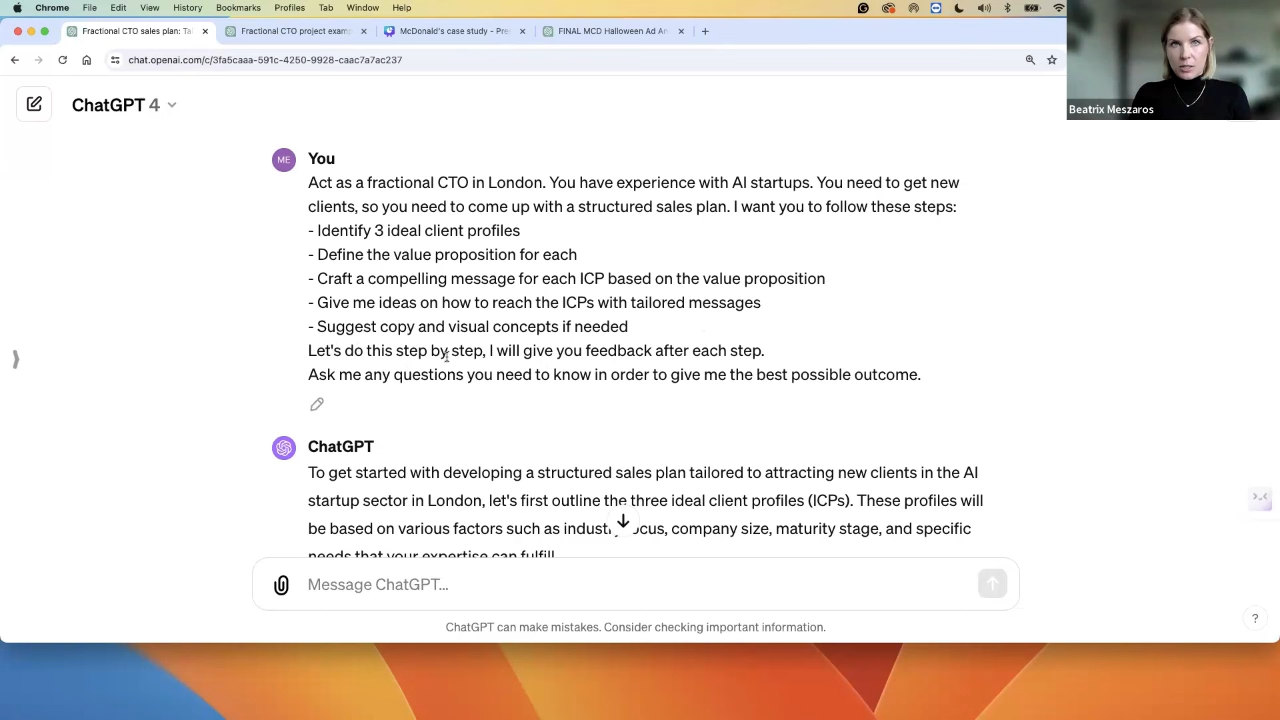 Chrome File Edit View History Bookmarks Profiles Tab Window Help
Fractional CTO sales plan: Tai
Fractional CTO project exam
McDonald's case study - Pre
FINAL MCD Halloween Ad An
chat.openai.com/c/3fa5caaa-591c-4250-9928-caac7a7ac237
Beatrix Meszaros
ChatGPT 4
ME
You
Act as a fractional CTO in London. You have experience with AI startups. You need to get new
clients, so you need to come up with a structured sales plan. I want you to follow these steps:
- Identify 3 ideal client profiles
- Define the value proposition for each
- Craft a compelling message for each ICP based on the value proposition
- Give me ideas on how to reach the ICPs with tailored messages
- Suggest copy and visual concepts if needed
Let's do this step by step, I will give you feedback after each step.
Ask me any questions you need to know in order to give me the best possible outcome.
ChatGPT
To get started with developing a structured sales plan tailored to attracting new clients in the AI
startup sector in London, let's first outline the three ideal client profiles (ICPs). These profiles will
be based on various factors such as industry focus, company size, maturity stage, and specific
needs that your expertise can fulfill.
Message ChatGPT...
ChatGPT can make mistakes. Consider checking important information.
?